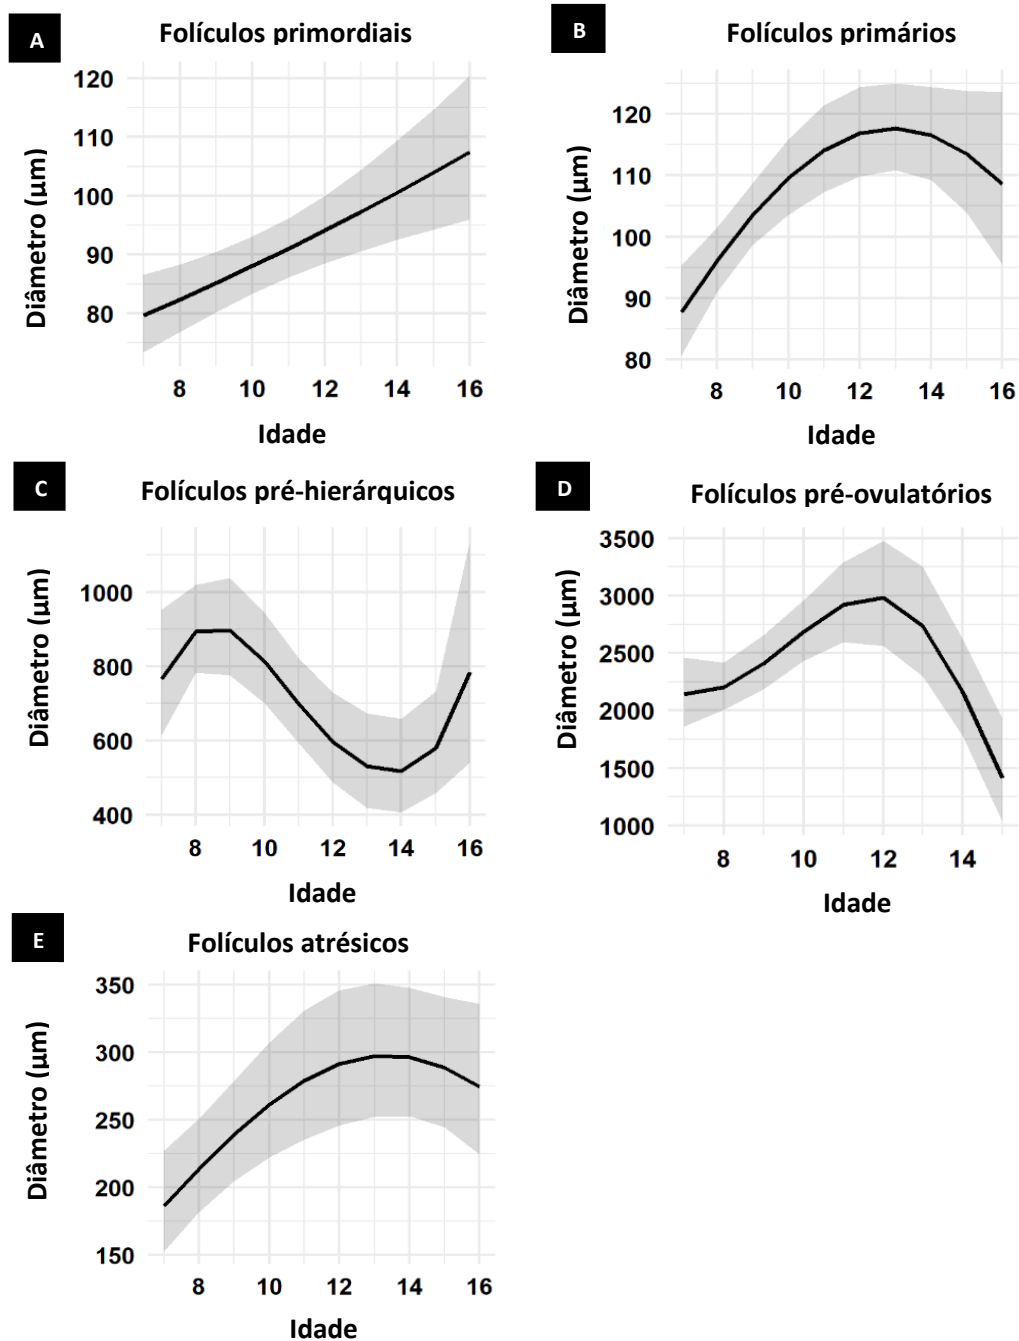 A
Folículos primordiais
120
110
100
90
80
Diâmetro (µm)
8 10 12 14 16
Idade
B
Folículos primários
120
110
100
90
80
Diâmetro (µm)
8 10 12 14 16
Idade
C
Folículos pré-hierárquicos
1000
800
600
400
Diâmetro (µm)
8 10 12 14 16
Idade
D
Folículos pré-ovulatórios
3500
3000
2500
2000
1500
1000
Diâmetro (µm)
8 10 12 14
Idade
E
Folículos atrésicos
350
300
250
200
150
Diâmetro (µm)
8 10 12 14 16
Idade